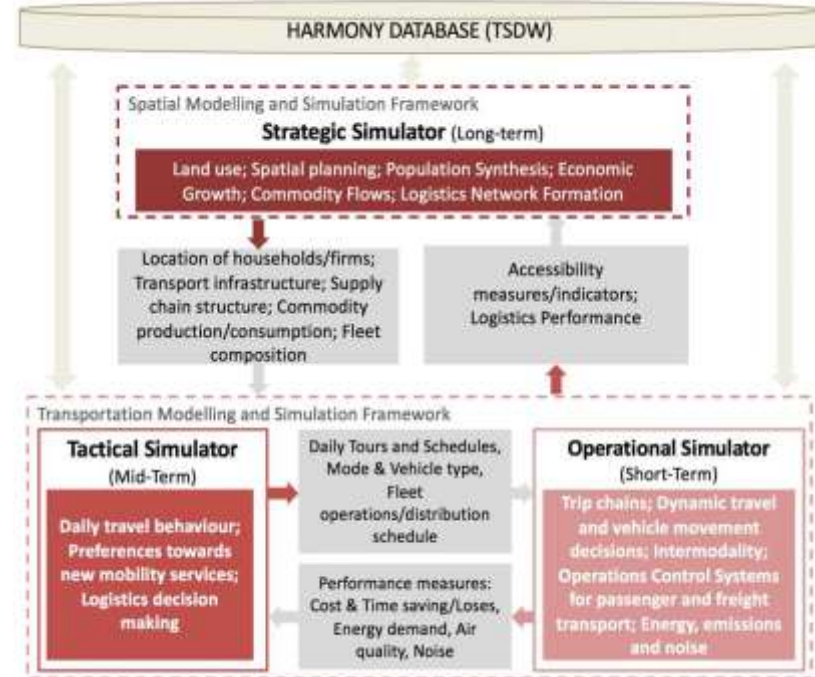 HARMONY DATABASE (TSDW)
Spatial Modelling and Simulation Framework
Strategic Simulator (Long-term)
Land use; Spatial planning; Population Synthesis; Economic
Growth; Commodity Flows; Logistics Network Formation
Location of households/firms;
Transport infrastructure; Supply
chain structure; Commodity
production/consumption; Fleet
composition
Accessibility
measures/indicators;
Logistics Performance
Transportation Modelling and Simulation Framework
Tactical Simulator
(Mid-Term)
Daily travel behaviour;
Preferences towards
new mobility services;
Logistics decision
making
Daily Tours and Schedules,
Mode & Vehicle type,
Fleet
operations/distribution
schedule
Performance measures:
Cost & Time saving/Loses,
Energy demand, Air
quality, Noise
Operational Simulator
(Short-Term)
Trip chains; Dynamic travel
and vehicle movement
decisions; Intermodality;
Operations Control Systems
for passenger and freight
transport; Energy, emissions
and noise